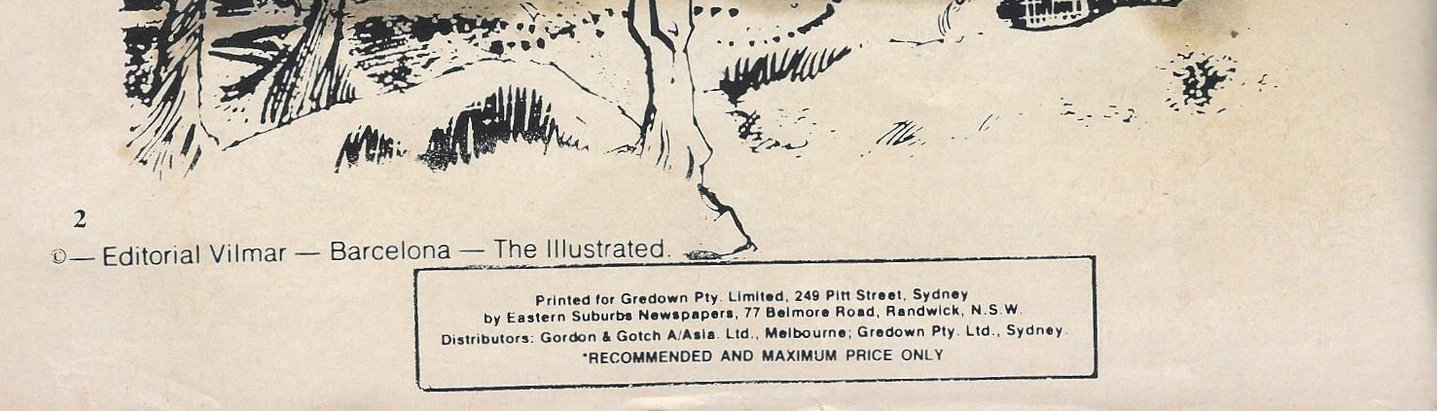 2
©— Editorial Vilmar — Barcelona — The Illustrated.
Printed for Gredown Pty. Limited, 249 Pitt Street, Sydney
by Eastern Suburbs Newspapers, 77 Belmore Road, Randwick, N.S.W.
Distributors: Gordon & Gotch A/Asia. Ltd., Melbourne; Gredown Pty. Ltd., Sydney.
*RECOMMENDED AND MAXIMUM PRICE ONLY